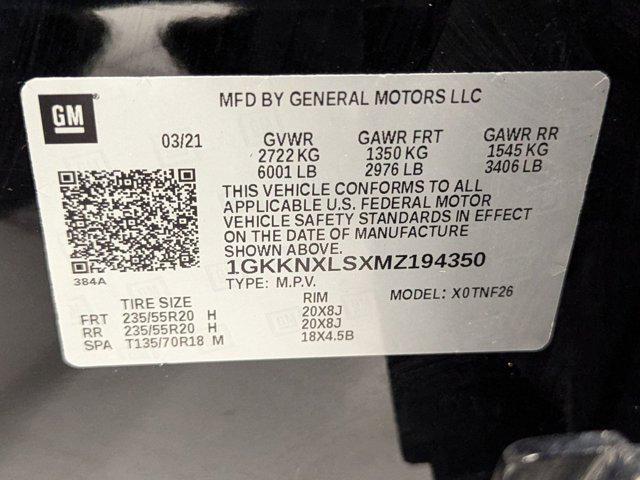 GM
MFD BY GENERAL MOTORS LLC
03/21 GVWR GAWR FRT GAWR RR
2722 KG 1350 KG 1545 KG
6001 LB 2976 LB 3406 LB
THIS VEHICLE CONFORMS TO ALL
APPLICABLE U.S. FEDERAL MOTOR
VEHICLE SAFETY STANDARDS IN EFFECT
ON THE DATE OF MANUFACTURE
SHOWN ABOVE.
384A
1GKKNXLSXMZ194350
TYPE: M.P.V. MODEL: X0TNF26
TIRE SIZE RIM
FRT 235/55R20 H 20X8J
RR 235/55R20 H 20X8J
SPA T135/70R18 M 18X4.5B